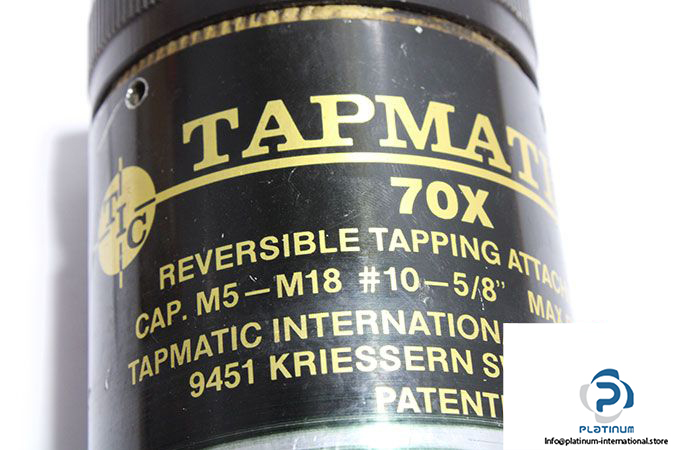 TAPMATI
70X
TIC
REVERSIBLE TAPPING ATTACH
CAP. M5–M18 #10–5/8" MAX
TAPMATIC INTERNATION
9451 KRIESSERN S
PATENT
PLATINUM
Info@platinum-international.store